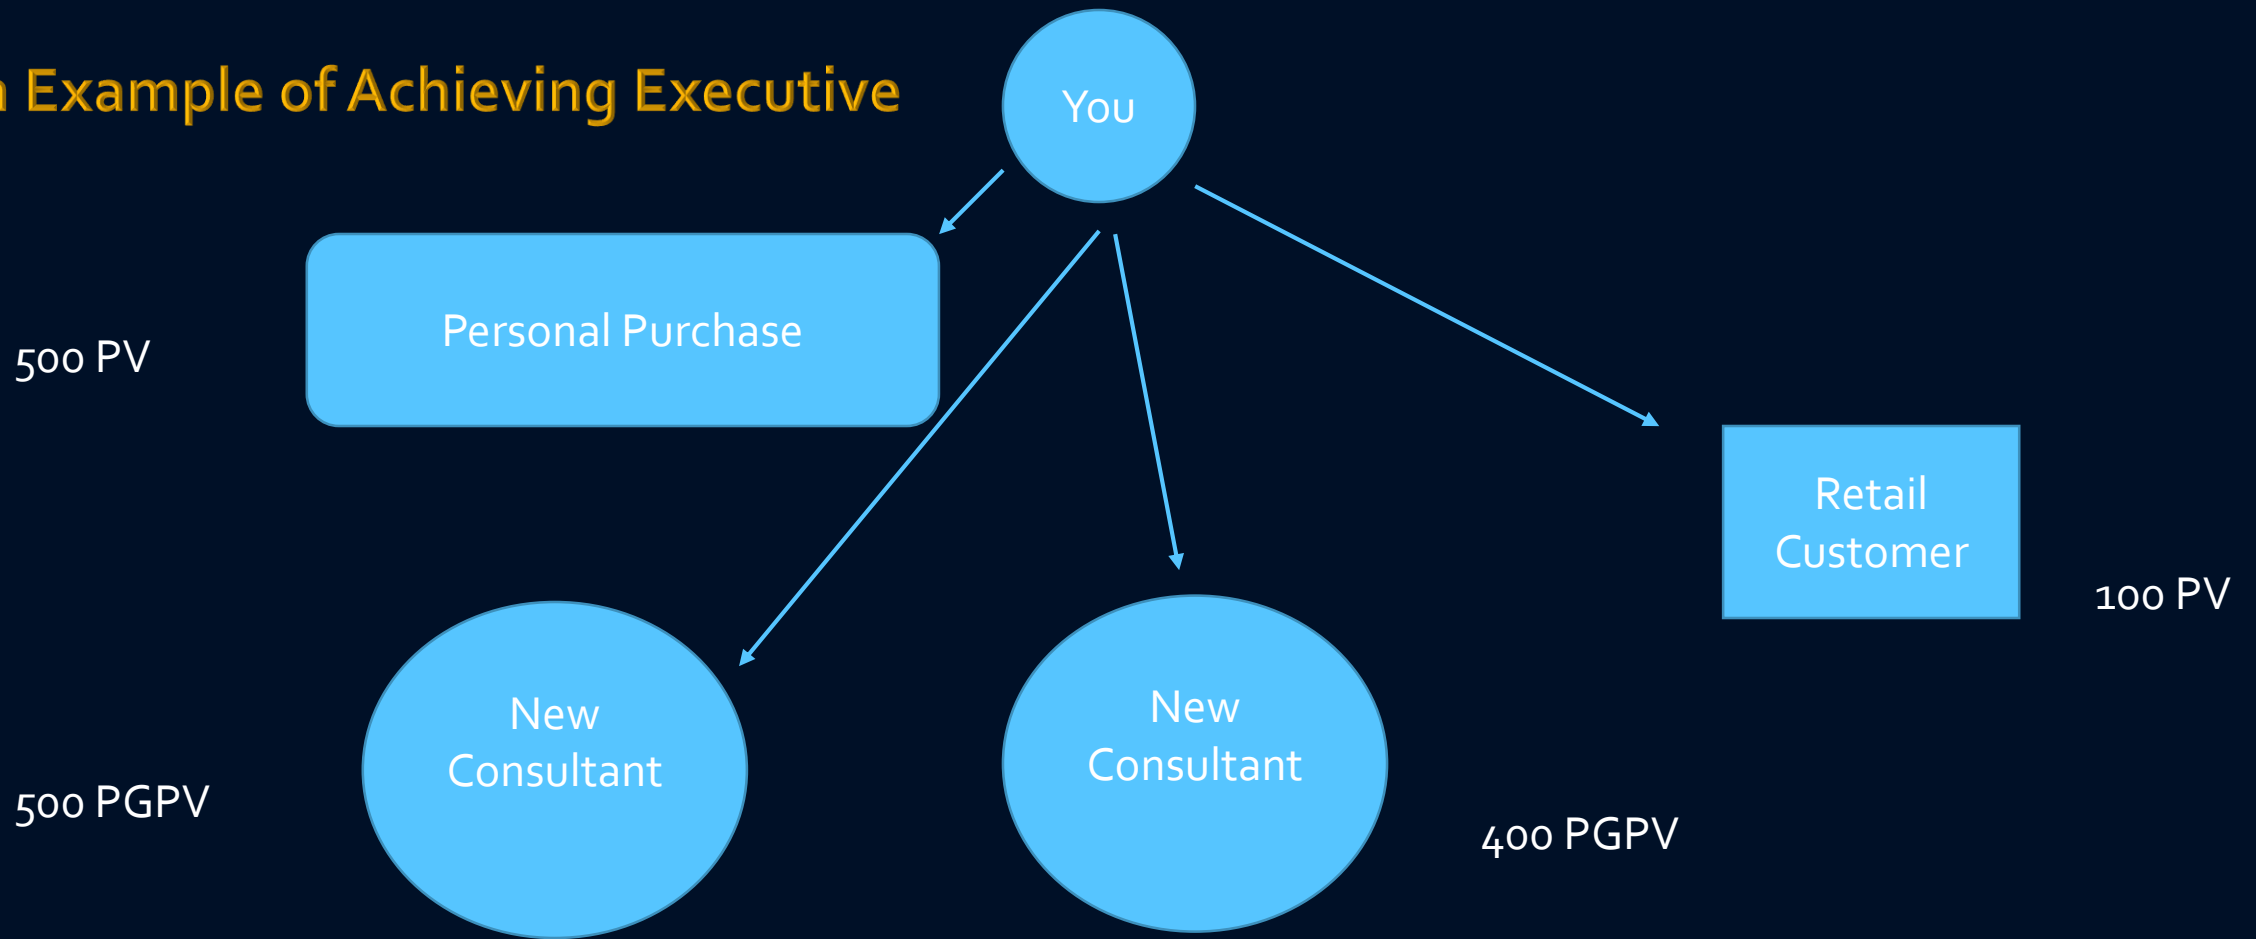 Example of Achieving Executive
You
Personal Purchase
500 PV
Retail
Customer
100 PV
New
Consultant
500 PGPV
New
Consultant
400 PGPV